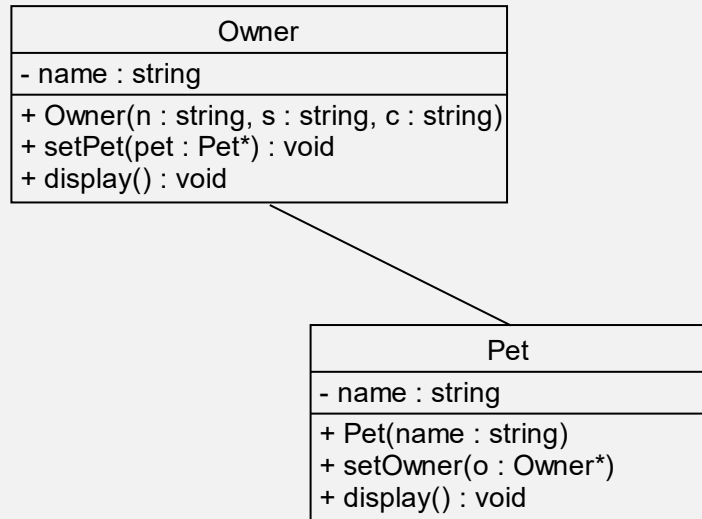 Owner
- name : string
+ Owner(n : string, s : string, c : string)
+ setPet(pet : Pet*) : void
+ display() : void
Pet
- name : string
+ Pet(name : string)
+ setOwner(o : Owner*)
+ display() : void